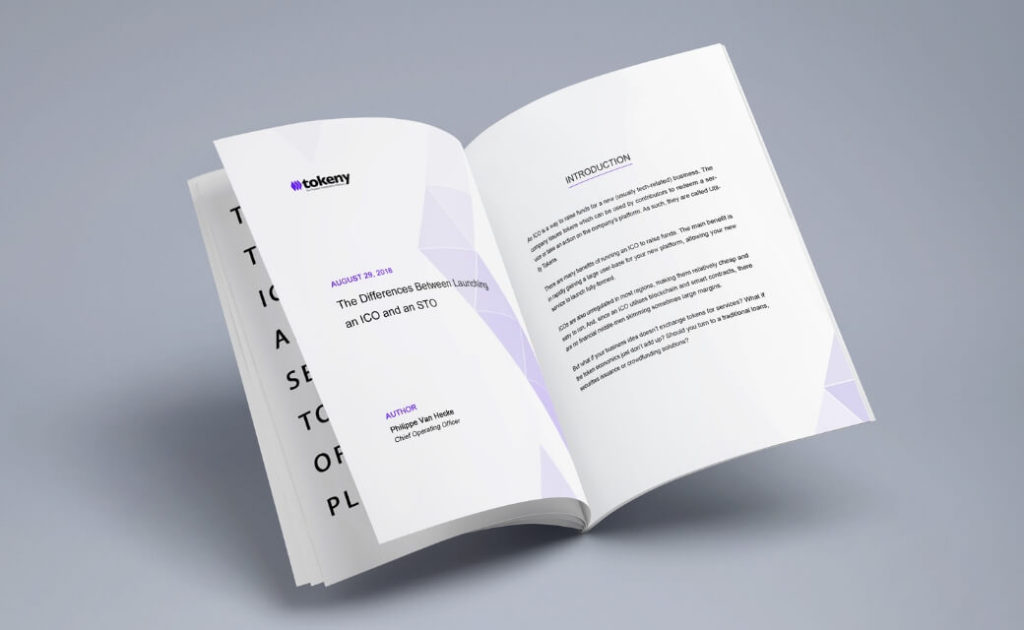 T
T
IC
A
SE
TO
OF
PL
tokeny
AUGUST 29, 2018
The Differences Between Launching
an ICO and an STO
AUTHOR
Philippe Van Hecke
Chief Operating Officer
INTRODUCTION
An ICO is a way to raise funds for a new (usually tech-related) business. The
company issues tokens which can be used by contributors to redeem a ser-
vice or take an action on the company's platform. As such, they are called Utili-
ty Tokens.
There are many benefits of running an ICO to raise funds. The main benefit is
in rapidly gaining a large user-base for your new platform, allowing your new
service to launch fully-formed.
ICOs are also unregulated in most regions, making them relatively cheap and
easy to run. And, since an ICO utilises blockchain and smart contracts, there
are no financial middle-men skimming sometimes large margins.
But what if your business idea doesn't exchange tokens for services? What if
the token economics just don't add up? Should you turn to a traditional loans,
securities issuance or crowdfunding solutions?